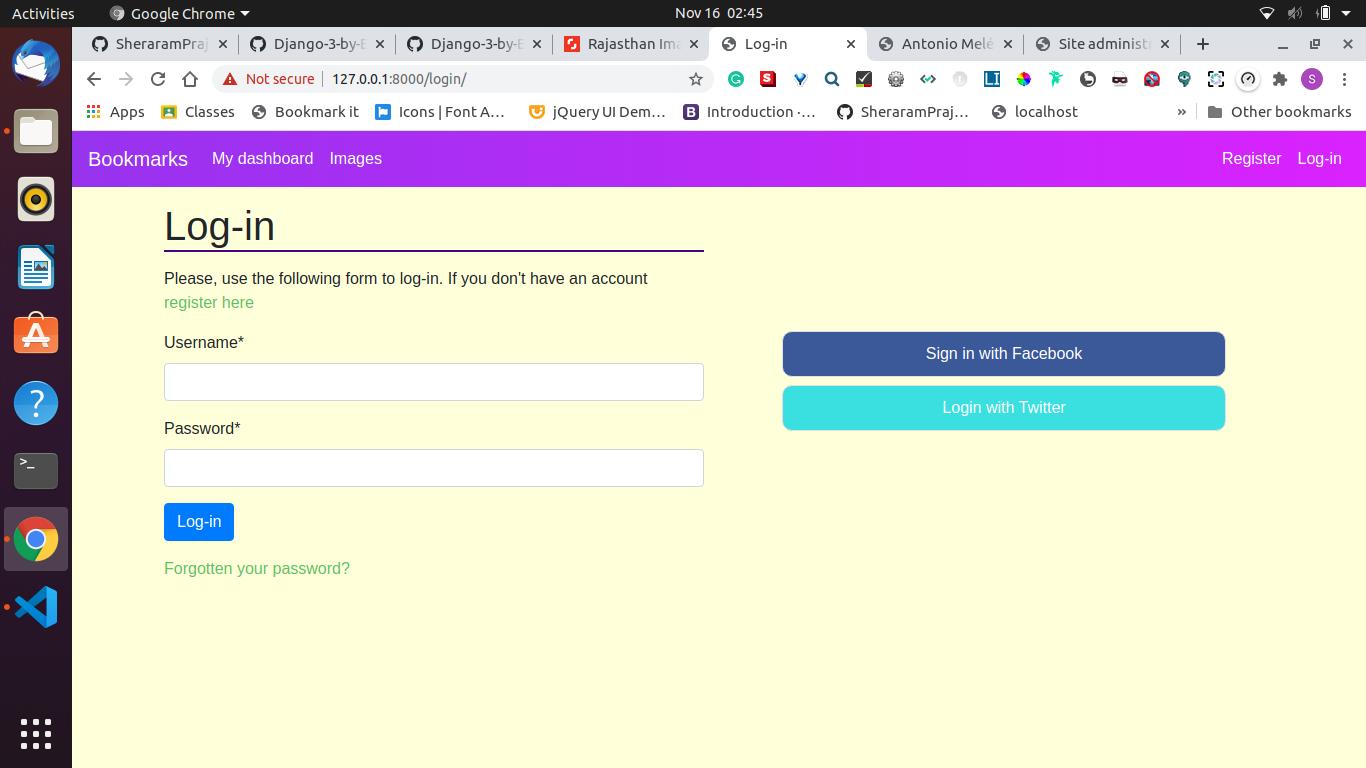 Activities Google Chrome Nov 16 02:45
SheraramPraj Django-3-by-E Django-3-by-E Rajasthan Ima Log-in Antonio Melé Site administr
Not secure 127.0.0.1:8000/login/ S
Apps Classes Bookmark it Icons | Font A… jQuery UI Dem… Introduction ·… SheraramPraj… localhost » Other bookmarks
Bookmarks My dashboard Images Register Log-in
Log-in
Please, use the following form to log-in. If you don't have an account
register here
Username*
Sign in with Facebook
Login with Twitter
Password*
Log-in
Forgotten your password?